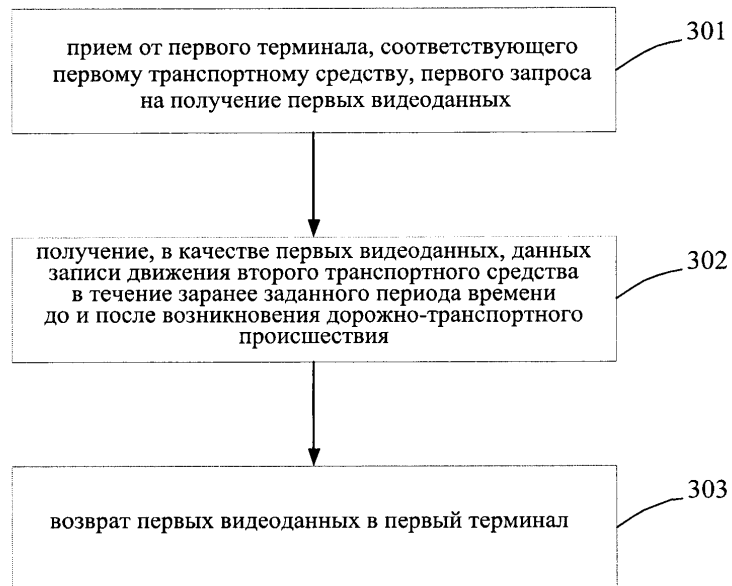 прием от первого терминала, соответствующего
301
первому транспортному средству, первого запроса
на получение первых видеоданных
получение, в качестве первых видеоданных, данных
302
записи движения второго транспортного средства
в течение заранее заданного периода времени
до и после возникновения дорожно-транспортного
происшествия
303
возврат первых видеоданных в первый терминал